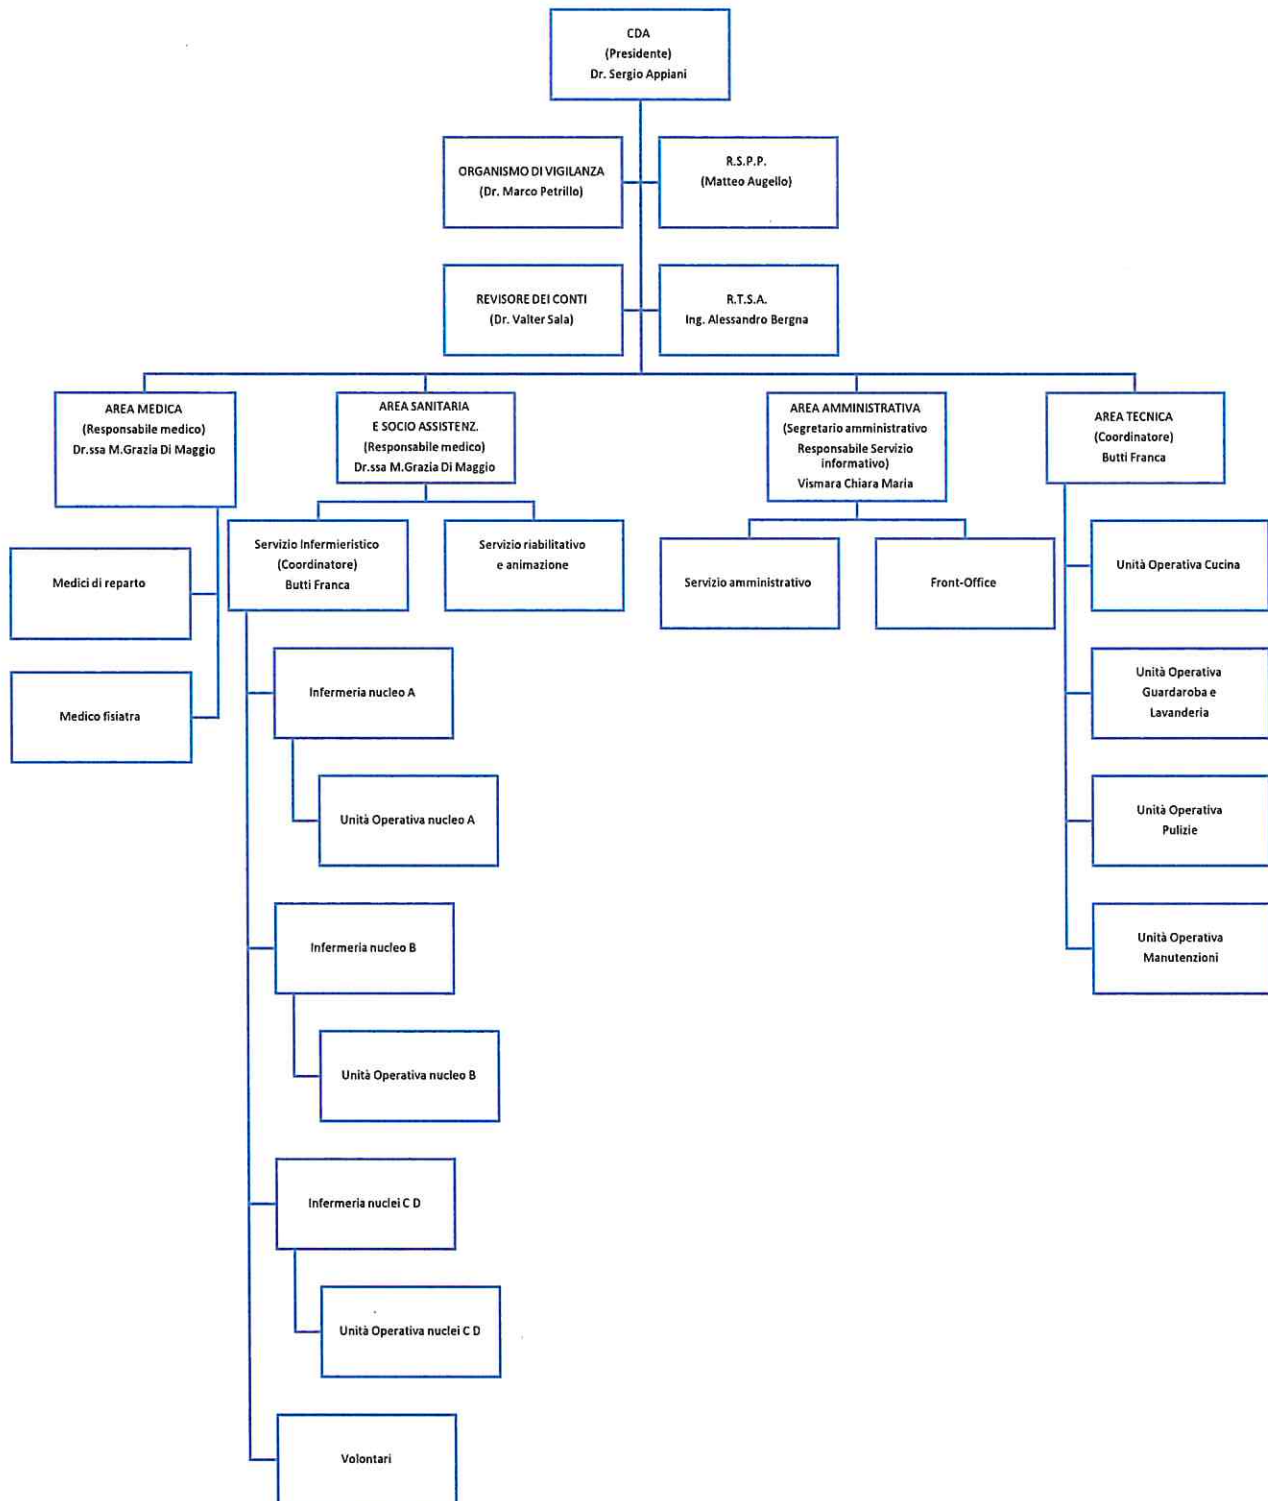 CDA
(Presidente)
Dr. Sergio Appiani
ORGANISMO DI VIGILANZA
(Dr. Marco Petrillo)
R.S.P.P.
(Matteo Augello)
REVISORE DEI CONTI
(Dr. Valter Sala)
R.T.S.A.
Ing. Alessandro Bergna
AREA MEDICA
(Responsabile medico)
Dr.ssa M.Grazia Di Maggio
AREA SANITARIA
E SOCIO ASSISTENZ.
(Responsabile medico)
Dr.ssa M.Grazia Di Maggio
AREA AMMINISTRATIVA
(Segretario amministrativo
Responsabile Servizio
informativo)
Vismara Chiara Maria
AREA TECNICA
(Coordinatore)
Butti Franca
Medici di reparto
Medico fisiatra
Servizio Infermieristico
(Coordinatore)
Butti Franca
Servizio riabilitativo
e animazione
Servizio amministrativo
Front-Office
Unità Operativa Cucina
Unità Operativa
Guardaroba e
Lavanderia
Unità Operativa
Pulizie
Unità Operativa
Manutenzioni
Infermeria nucleo A
Unità Operativa nucleo A
Infermeria nucleo B
Unità Operativa nucleo B
Infermeria nuclei C D
Unità Operativa nuclei C D
Volontari